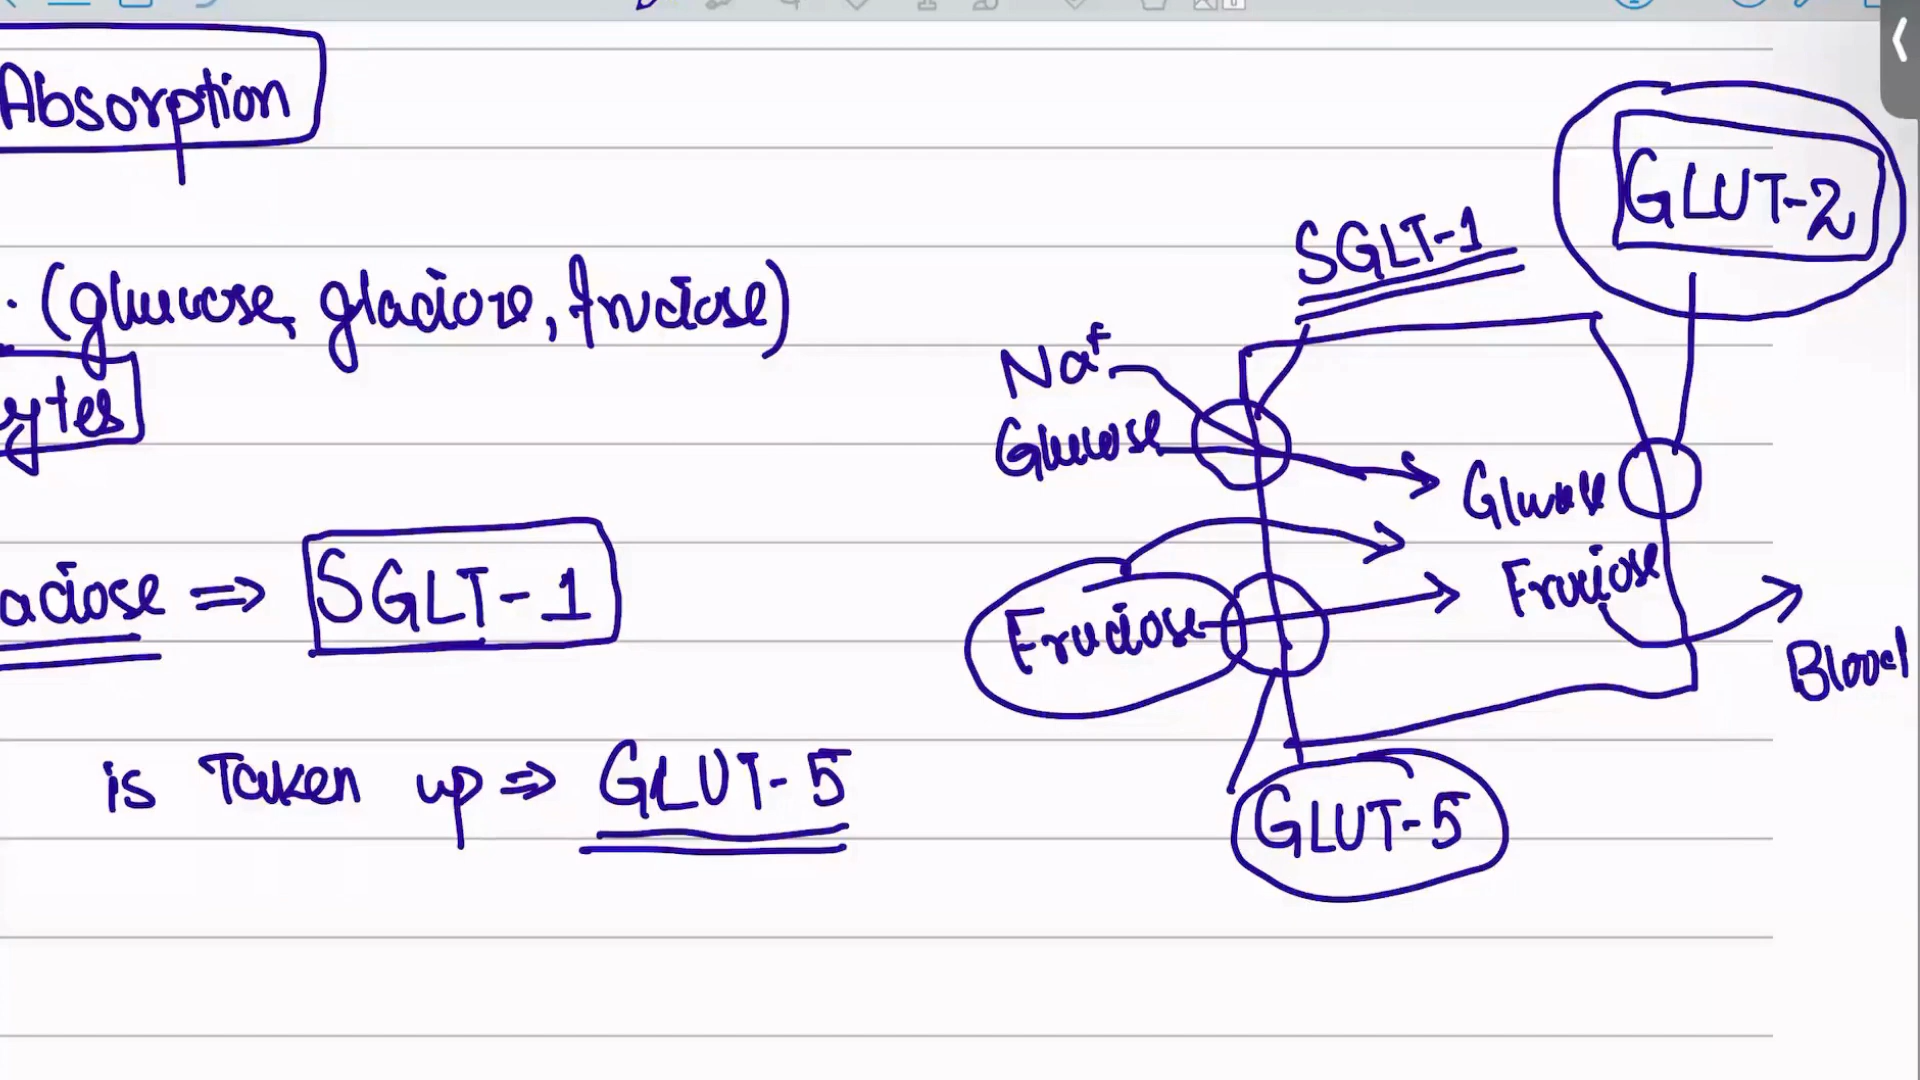 Absorption
. (glucose, glactose, fructose)
ytes
actose ⇒ SGLT-1
is Taken up ⇒ GLUT-5
GLUT-2
SGLT-1
Na+
Glucose
Glucose
Fructose
Fructose
Blood
GLUT-5